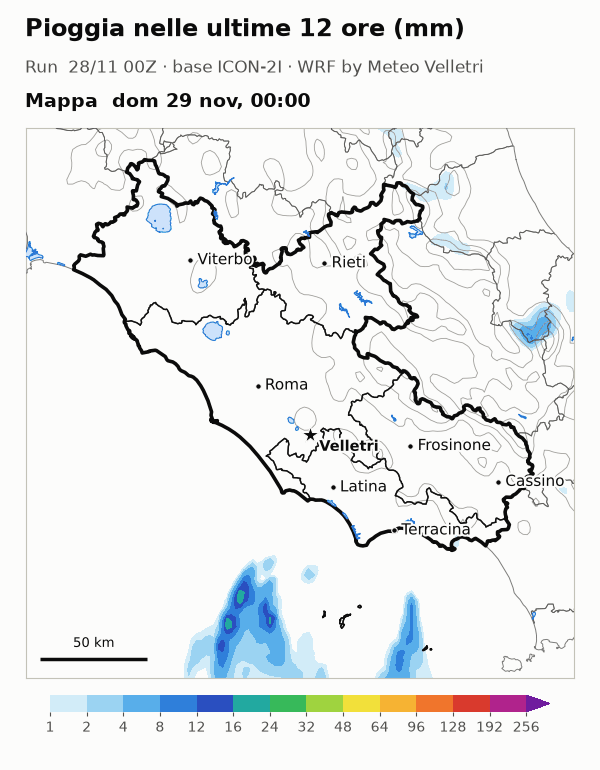 Pioggia nelle ultime 12 ore (mm)
Run  28/11 00Z · base ICON-2I · WRF by Meteo Velletri
Mappa  dom 29 nov, 00:00
Viterbo
Rieti
Roma
Velletri
Frosinone
Latina
Cassino
Terracina
50 km
1 2 4 8 12 16 24 32 48 64 96 128 192 256